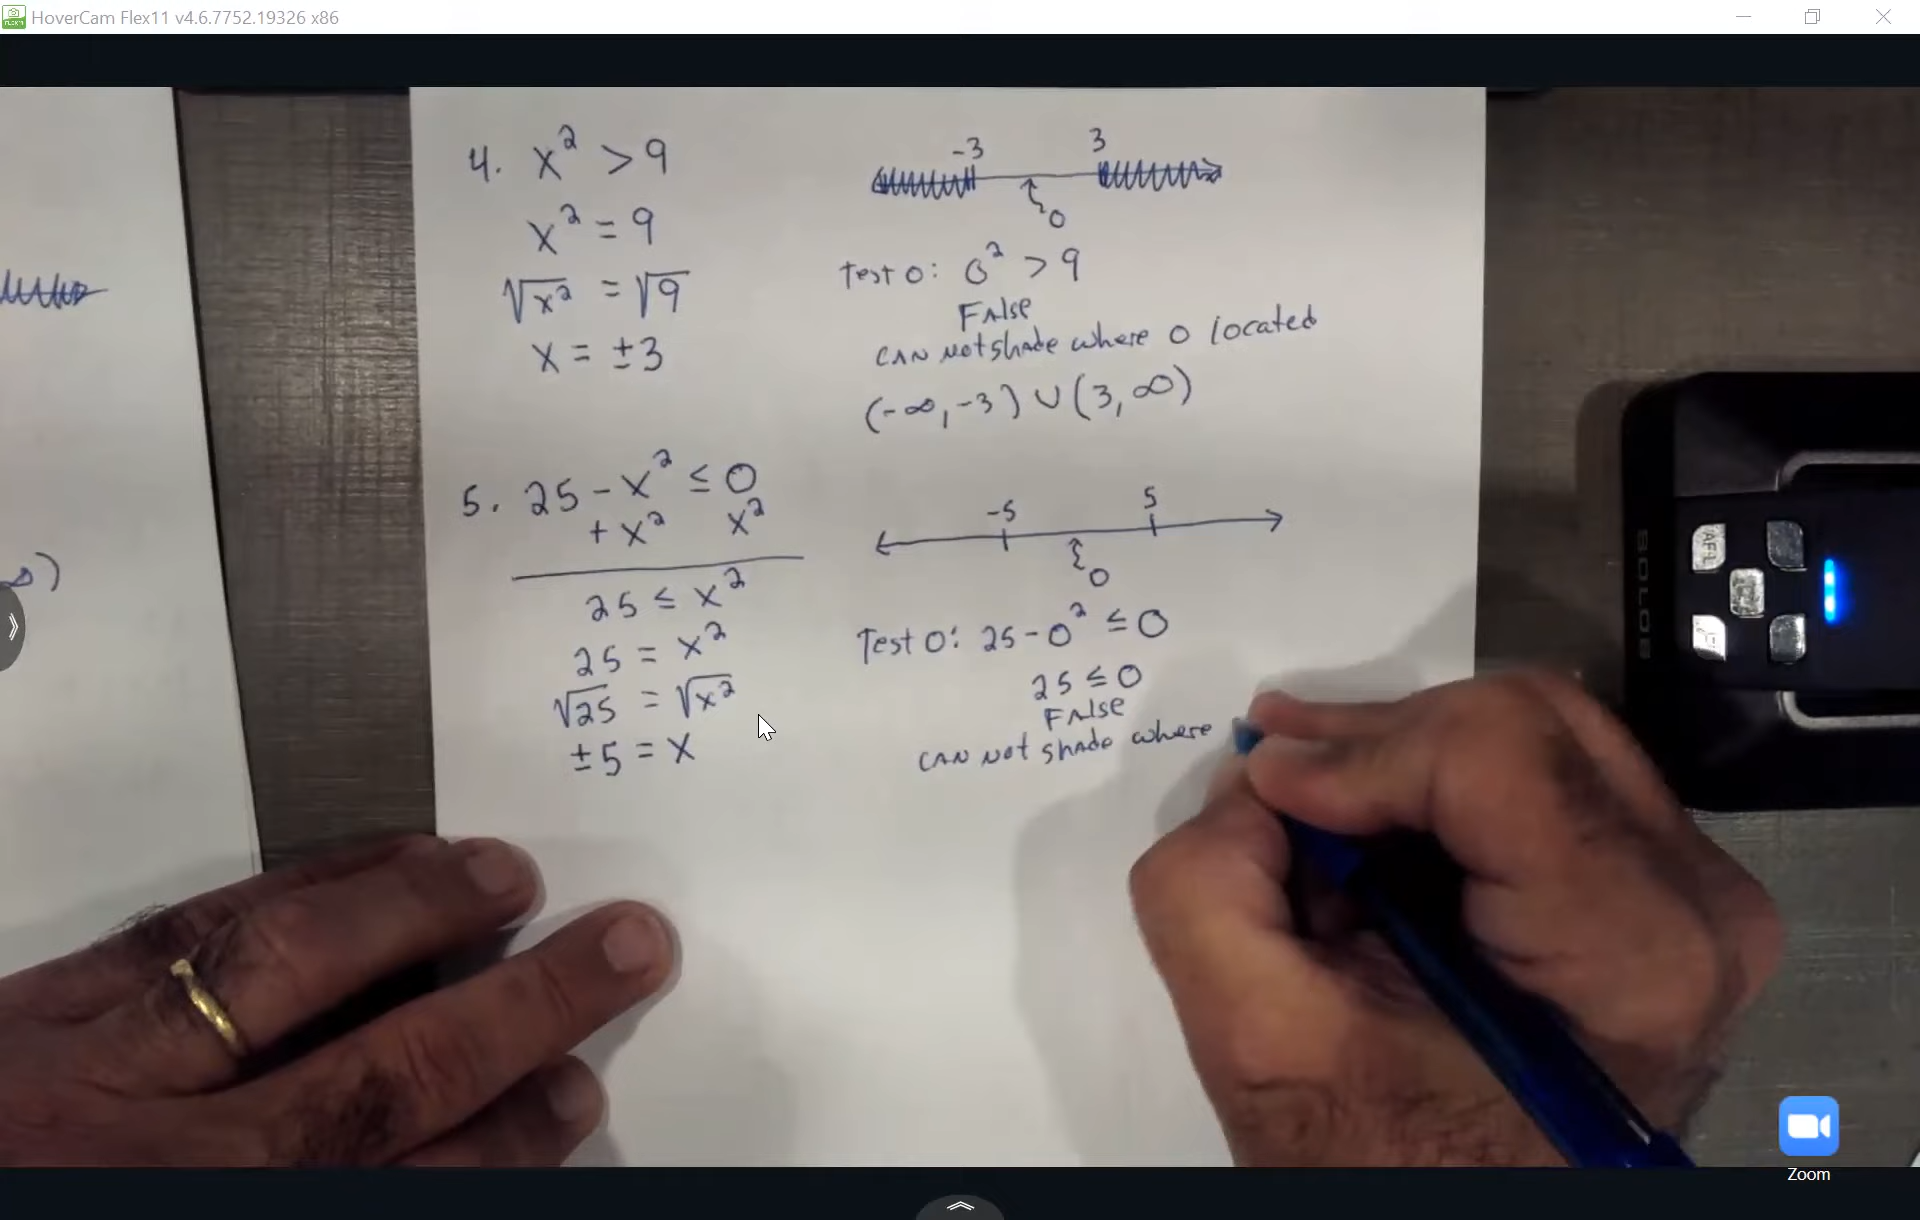 HoverCam Flex11 v4.6.7752.19326 x86
4. x² > 9
x² = 9
√x² = √9
x = ±3
-3 3
0
Test 0: 0² > 9
False
CAN Not shade where 0 located
(-∞, -3) ∪ (3, ∞)
5. 25 - x² ≤ 0
+ x² x²
25 ≤ x²
25 = x²
√25 = √x²
±5 = x
-5 5
0
Test 0: 25 - 0² ≤ 0
25 ≤ 0
False
CAN Not shade where
∞)
SOLO8
AF-L
Zoom